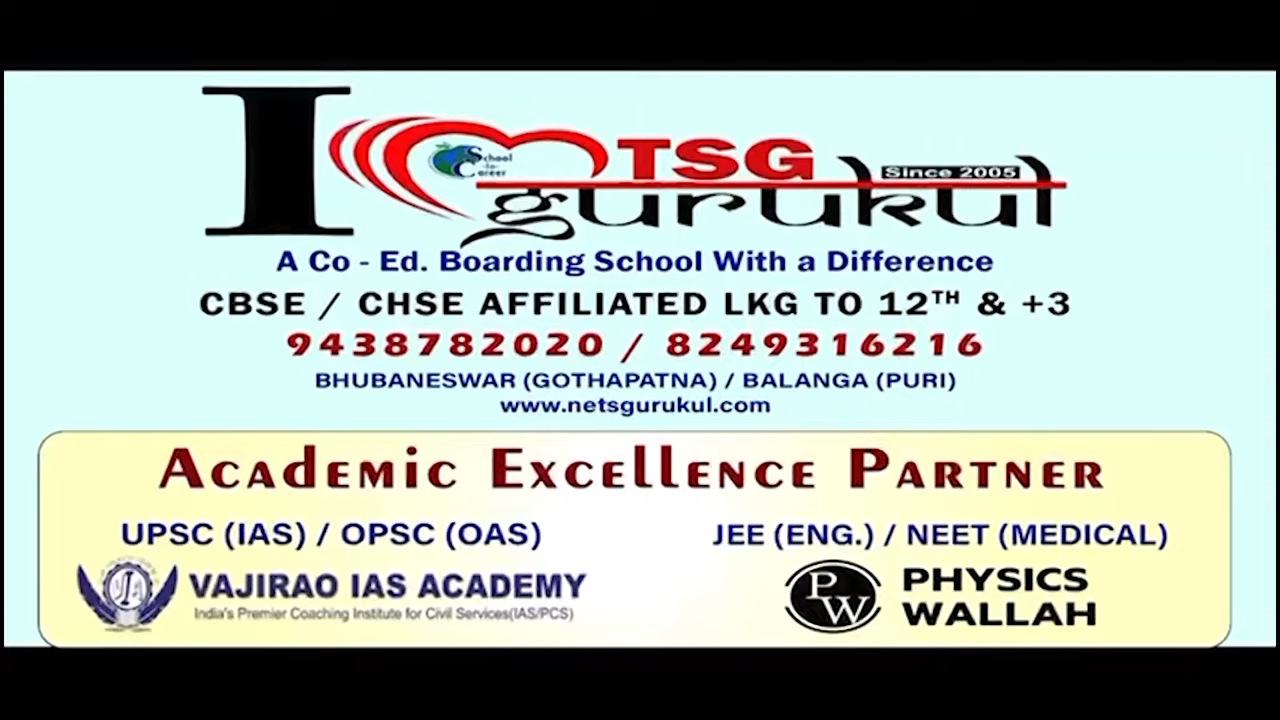 I TSG gurukul Since 2005
School -to- Career
A Co - Ed. Boarding School With a Difference
CBSE / CHSE AFFILIATED LKG TO 12TH & +3
9438782020 / 8249316216
BHUBANESWAR (GOTHAPATNA) / BALANGA (PURI)
www.netsgurukul.com
ACADEMIC EXCELLENCE PARTNER
UPSC (IAS) / OPSC (OAS)
JEE (ENG.) / NEET (MEDICAL)
VAJIRAO IAS ACADEMY
India's Premier Coaching Institute for Civil Services(IAS/PCS)
PW
PHYSICS
WALLAH